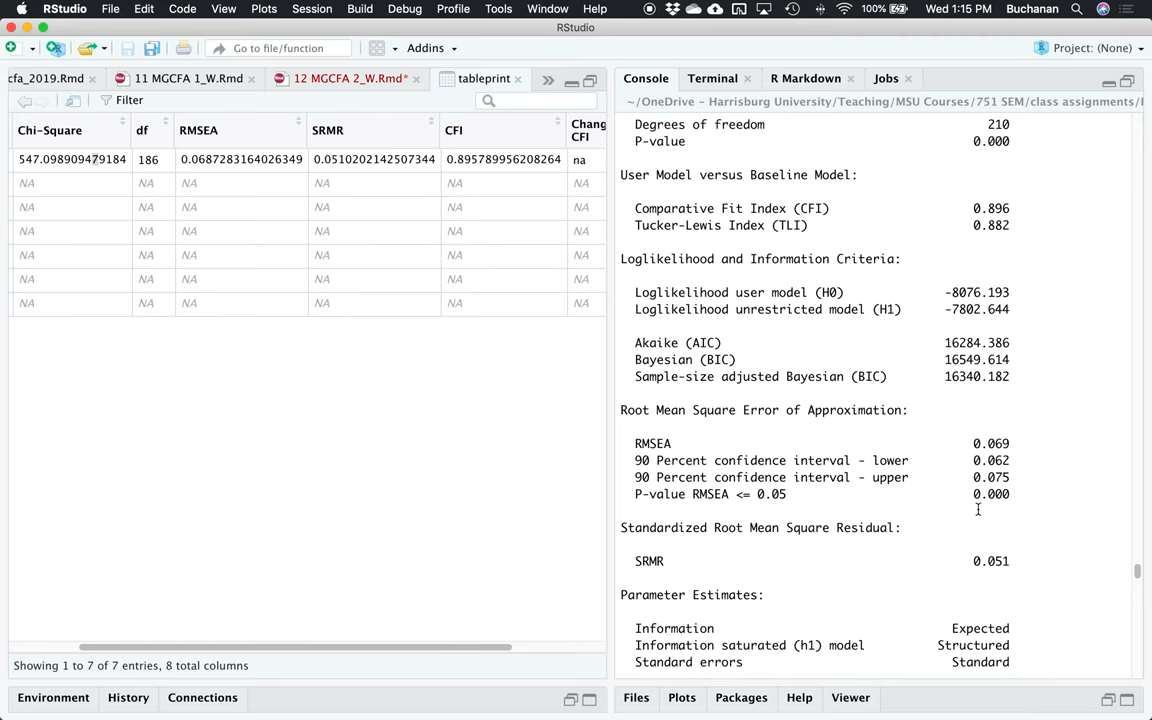 RStudio File Edit Code View Plots Session Build Debug Profile Tools Window Help 100% Wed 1:15 PM Buchanan
RStudio
Go to file/function Addins Project: (None)
cfa_2019.Rmd 11 MGCFA 1_W.Rmd 12 MGCFA 2_W.Rmd* tableprint
Filter
Chi-Square df RMSEA SRMR CFI Chang
CFI
547.098909479184 186 0.0687283164026349 0.0510202142507344 0.895789956208264 na
NA NA NA NA NA NA
NA NA NA NA NA NA
NA NA NA NA NA NA
NA NA NA NA NA NA
NA NA NA NA NA NA
NA NA NA NA NA NA
Showing 1 to 7 of 7 entries, 8 total columns
Environment History Connections
Console Terminal R Markdown Jobs
~/OneDrive - Harrisburg University/Teaching/MSU Courses/751 SEM/class assignments/
Degrees of freedom 210
P-value 0.000
User Model versus Baseline Model:
Comparative Fit Index (CFI) 0.896
Tucker-Lewis Index (TLI) 0.882
Loglikelihood and Information Criteria:
Loglikelihood user model (H0) -8076.193
Loglikelihood unrestricted model (H1) -7802.644
Akaike (AIC) 16284.386
Bayesian (BIC) 16549.614
Sample-size adjusted Bayesian (BIC) 16340.182
Root Mean Square Error of Approximation:
RMSEA 0.069
90 Percent confidence interval - lower 0.062
90 Percent confidence interval - upper 0.075
P-value RMSEA <= 0.05 0.000
Standardized Root Mean Square Residual:
SRMR 0.051
Parameter Estimates:
Information Expected
Information saturated (h1) model Structured
Standard errors Standard
Files Plots Packages Help Viewer